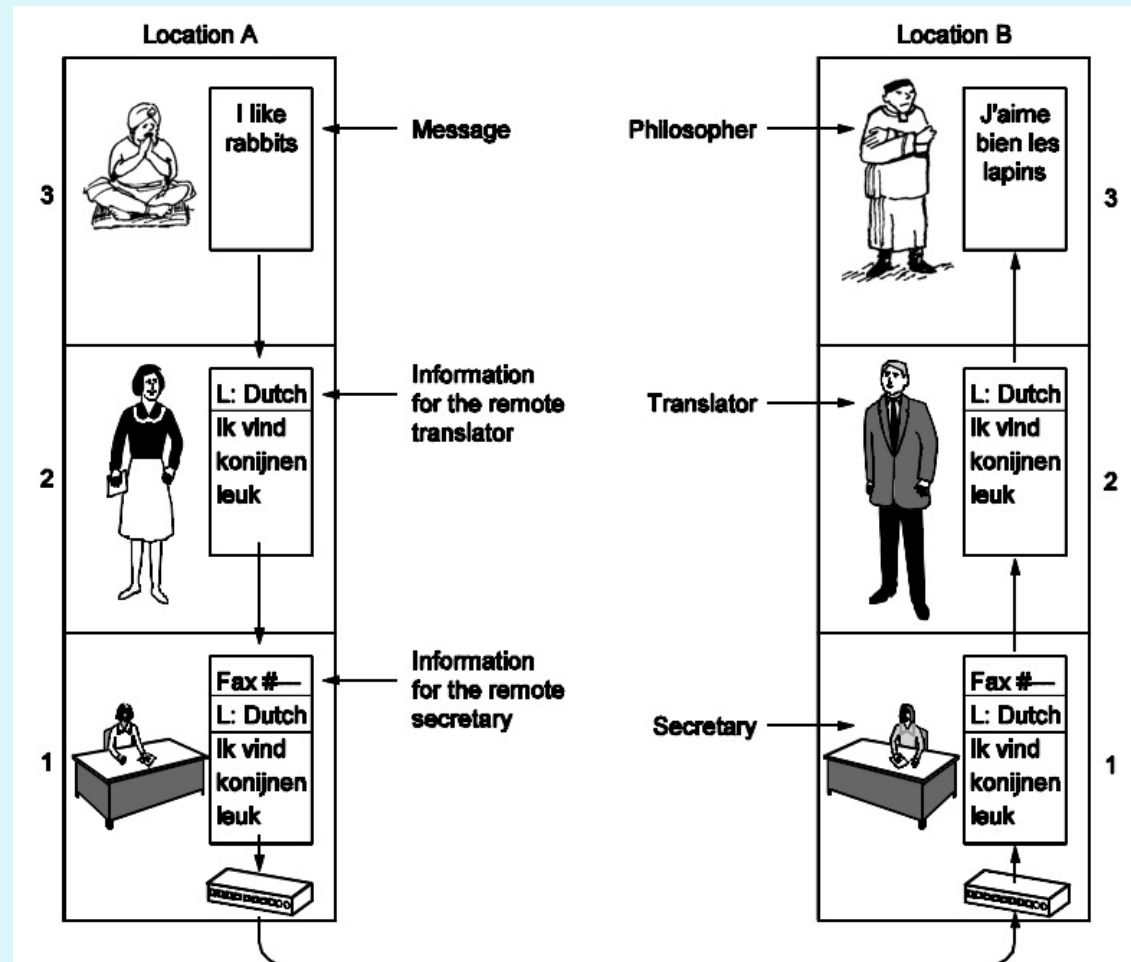 Location A
3
I like
rabbits
Message
2
L: Dutch
Ik vind
konijnen
leuk
Information
for the remote
translator
1
Fax #—
L: Dutch
Ik vind
konijnen
leuk
Information
for the remote
secretary
Location B
Philosopher
J'aime
bien les
lapins
3
Translator
L: Dutch
Ik vind
konijnen
leuk
2
Secretary
Fax #—
L: Dutch
Ik vind
konijnen
leuk
1